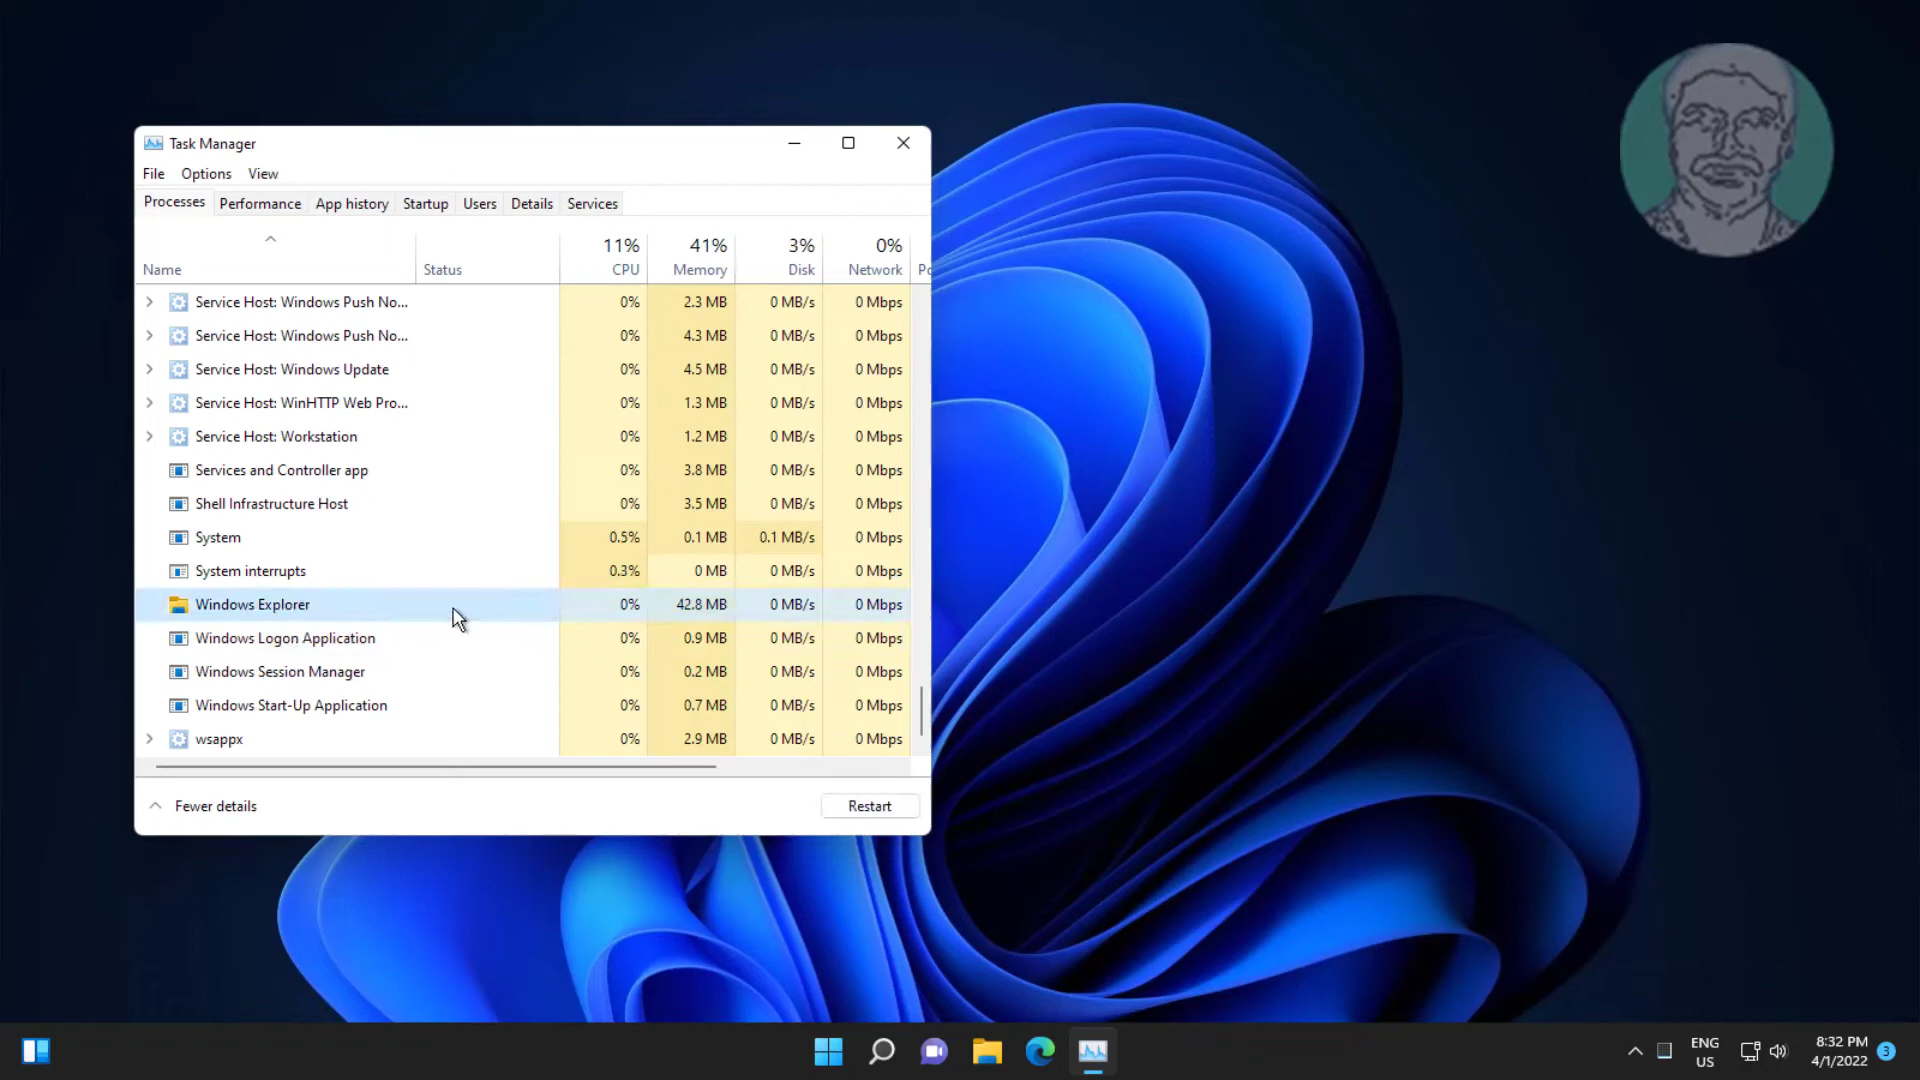 Task Manager
File Options View
Processes Performance App history Startup Users Details Services
11% 41% 3% 0%
Name Status CPU Memory Disk Network Po
Service Host: Windows Push No... 0% 2.3 MB 0 MB/s 0 Mbps
Service Host: Windows Push No... 0% 4.3 MB 0 MB/s 0 Mbps
Service Host: Windows Update 0% 4.5 MB 0 MB/s 0 Mbps
Service Host: WinHTTP Web Pro... 0% 1.3 MB 0 MB/s 0 Mbps
Service Host: Workstation 0% 1.2 MB 0 MB/s 0 Mbps
Services and Controller app 0% 3.8 MB 0 MB/s 0 Mbps
Shell Infrastructure Host 0% 3.5 MB 0 MB/s 0 Mbps
System 0.5% 0.1 MB 0.1 MB/s 0 Mbps
System interrupts 0.3% 0 MB 0 MB/s 0 Mbps
Windows Explorer 0% 42.8 MB 0 MB/s 0 Mbps
Windows Logon Application 0% 0.9 MB 0 MB/s 0 Mbps
Windows Session Manager 0% 0.2 MB 0 MB/s 0 Mbps
Windows Start-Up Application 0% 0.7 MB 0 MB/s 0 Mbps
wsappx 0% 2.9 MB 0 MB/s 0 Mbps
Fewer details Restart
ENG 8:32 PM
US 4/1/2022 3